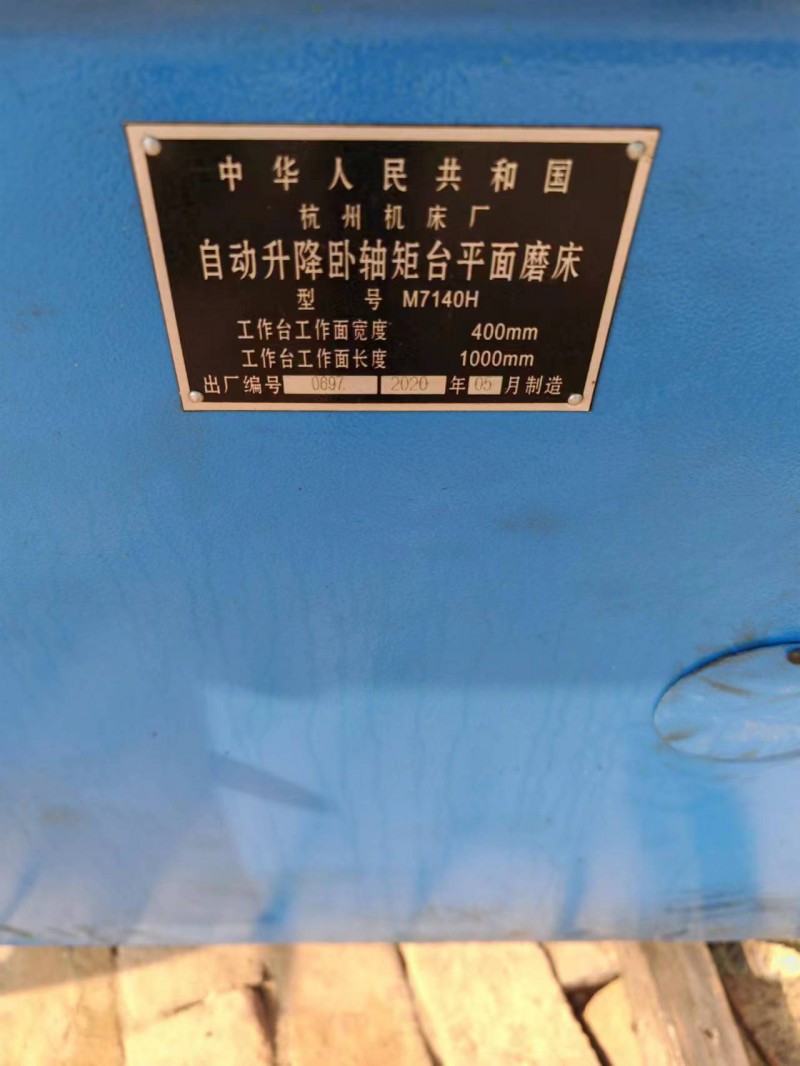 中华人民共和国
杭州机床厂
自动升降卧轴矩台平面磨床
型号 M7140H
工作台工作面宽度 400mm
工作台工作面长度 1000mm
出厂编号 2020 年 05 月制造